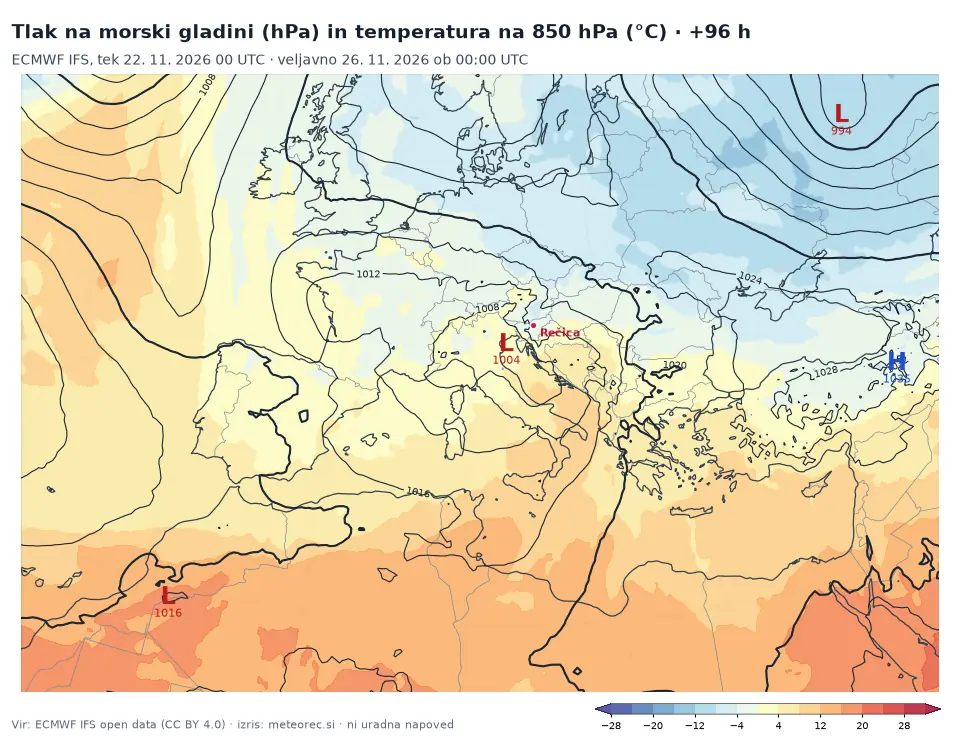 Tlak na morski gladini (hPa) in temperatura na 850 hPa (°C) · +96 h
ECMWF IFS, tek 22. 11. 2026 00 UTC · veljavno 26. 11. 2026 ob 00:00 UTC
1008
L
994
1012
1024
1008
Rečica
L
1004
1020
1028
H
1035
1016
L
1016
−28 −20 −12 −4 4 12 20 28
Vir: ECMWF IFS open data (CC BY 4.0) · izris: meteorec.si · ni uradna napoved